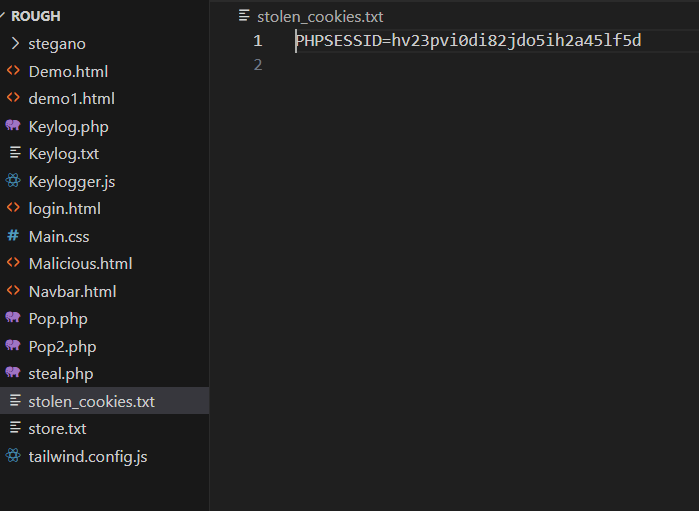 ROUGH
stegano
Demo.html
demo1.html
Keylog.php
Keylog.txt
Keylogger.js
login.html
Main.css
Malicious.html
Navbar.html
Pop.php
Pop2.php
steal.php
stolen_cookies.txt
store.txt
tailwind.config.js
stolen_cookies.txt
1 PHPSESSID=hv23pvi0di82jdo5ih2a45lf5d
2